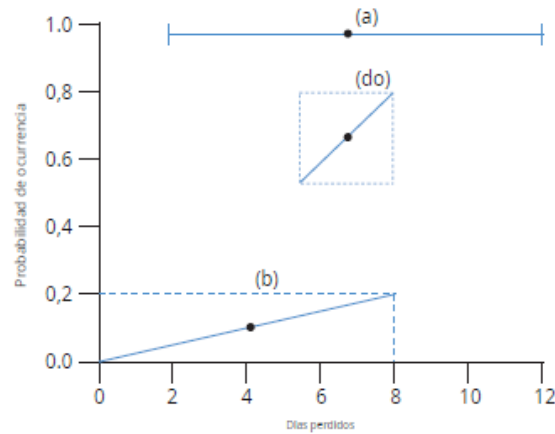 (a)
1.0
(do)
0,8
0.6
0,4
(b)
0,2
0.0
0 2 4 6 8 10 12
Probabilidad de ocurrencia
Días perdidos